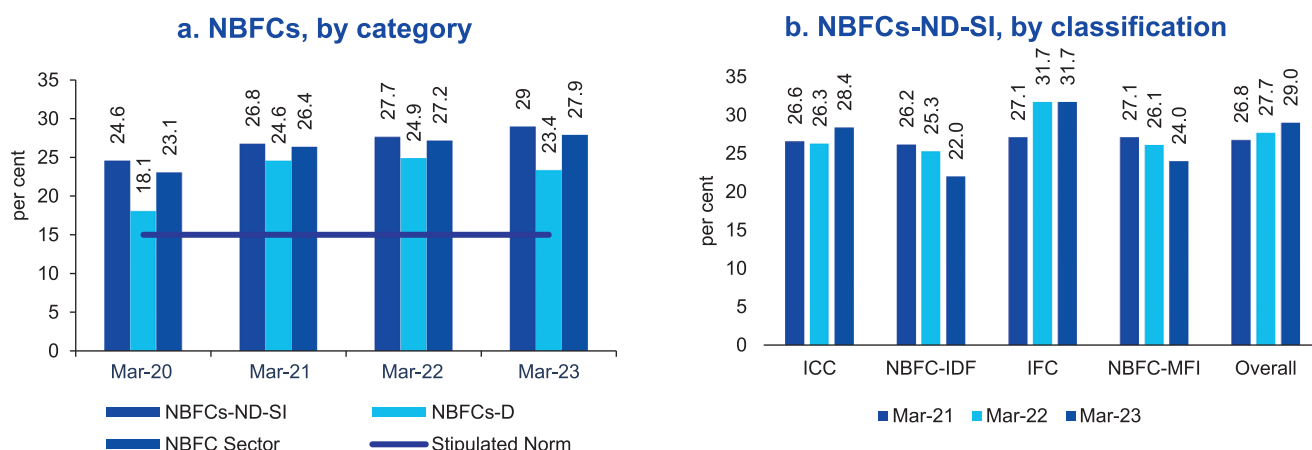 a. NBFCs, by category
35
30
25
20
15
10
5
0
per cent
24.6
18.1
23.1
26.8
24.6
26.4
27.7
24.9
27.2
29
23.4
27.9
Mar-20
Mar-21
Mar-22
Mar-23
NBFCs-ND-SI
NBFCs-D
NBFC Sector
Stipulated Norm
b. NBFCs-ND-SI, by classification
35
30
25
20
15
10
5
0
per cent
26.6
26.3
28.4
26.2
25.3
22.0
27.1
31.7
31.7
27.1
26.1
24.0
26.8
27.7
29.0
ICC
NBFC-IDF
IFC
NBFC-MFI
Overall
Mar-21
Mar-22
Mar-23